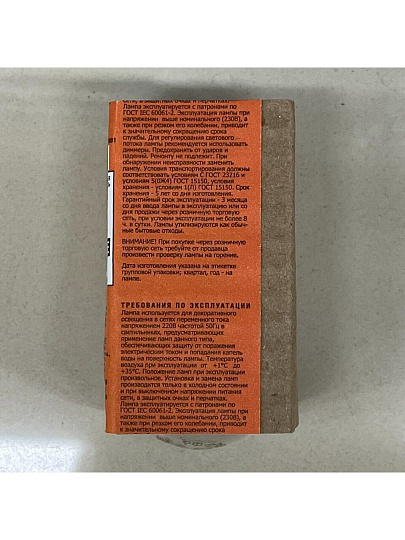 сети, в защитных очках и перчатках.
Лампа эксплуатируется с патронами по
ГОСТ IEC 60061-2. Эксплуатация лампы при
напряжении выше номинального (230В), а
также при резком его колебании, приводит
к значительному сокращению срока
службы. Для регулирования светового
потока лампы рекомендуется использовать
диммеры. Предохранять от ударов и
падений. Ремонту не подлежит. При
обнаружении неисправности заменить
лампу. Условия транспортирования должны
соответствовать условиям С ГОСТ 23216 и
условиям 5(ОЖ4) ГОСТ 15150, условия
хранения - условиям 1(Л) ГОСТ 15150. Срок
хранения - 5 лет со дня изготовления.
Гарантийный срок эксплуатации - 3 месяца
со дня ввода лампы в эксплуатацию или со
дня продажи через розничную торговую
сеть, при условии эксплуатации не более 8
ч. в сутки. Лампы утилизируются как обыч-
ные бытовые отходы.
ВНИМАНИЕ! При покупке через розничную
торговую сеть требуйте от продавца
произвести проверку лампы на горение.
Дата изготовления указана на этикетке
групповой упаковки; квартал, год - на
лампе.
ТРЕБОВАНИЯ ПО ЭКСПЛУАТАЦИИ
Лампа используется для декоративного
освещения в сетях переменного тока
напряжением 220В частотой 50Гц в
светильниках, предусматривающих
применение ламп данного типа,
обеспечивающих защиту от поражения
электрическим током и попадания капель
воды на поверхность лампы. Температура
воздуха при эксплуатации от +1°С до
+35°С. Положение ламп при эксплуатации
произвольное. Установка и замена ламп
производится только в холодном состоянии
и при выключенном напряжении питания
сети, в защитных очках и перчатках.
Лампа эксплуатируется с патронами по
ГОСТ IEC 60061-2. Эксплуатация лампы при
напряжении выше номинального (230В), а
также при резком его колебании, приводит
к значительному сокращению срока